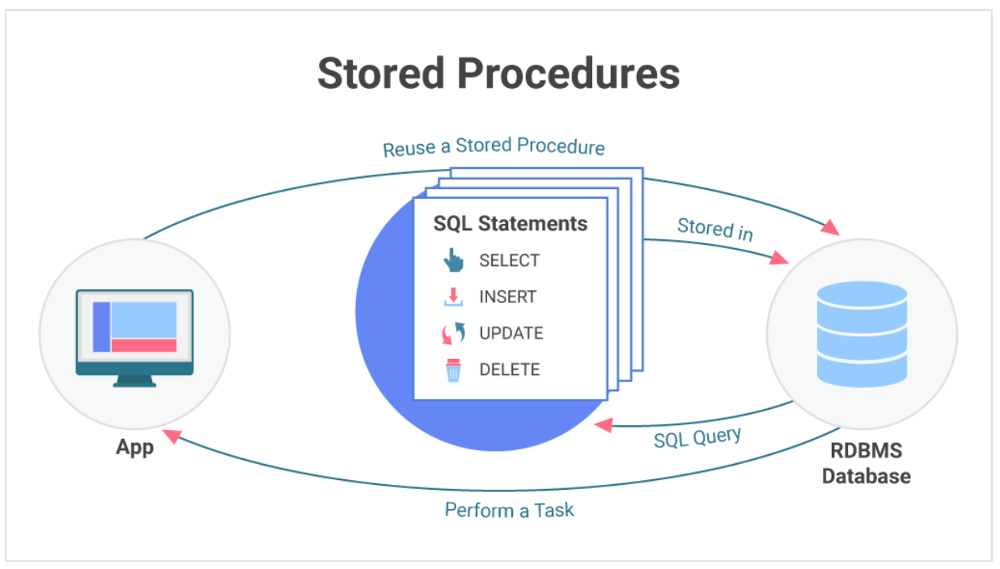 Stored Procedures
Reuse a Stored Procedure
SQL Statements
SELECT
INSERT
UPDATE
DELETE
Stored in
App
SQL Query
RDBMS
Database
Perform a Task